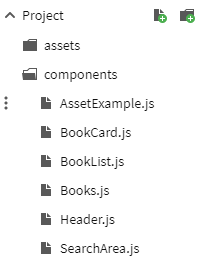 Project
assets
components
AssetExample.js
BookCard.js
BookList.js
Books.js
Header.js
SearchArea.js